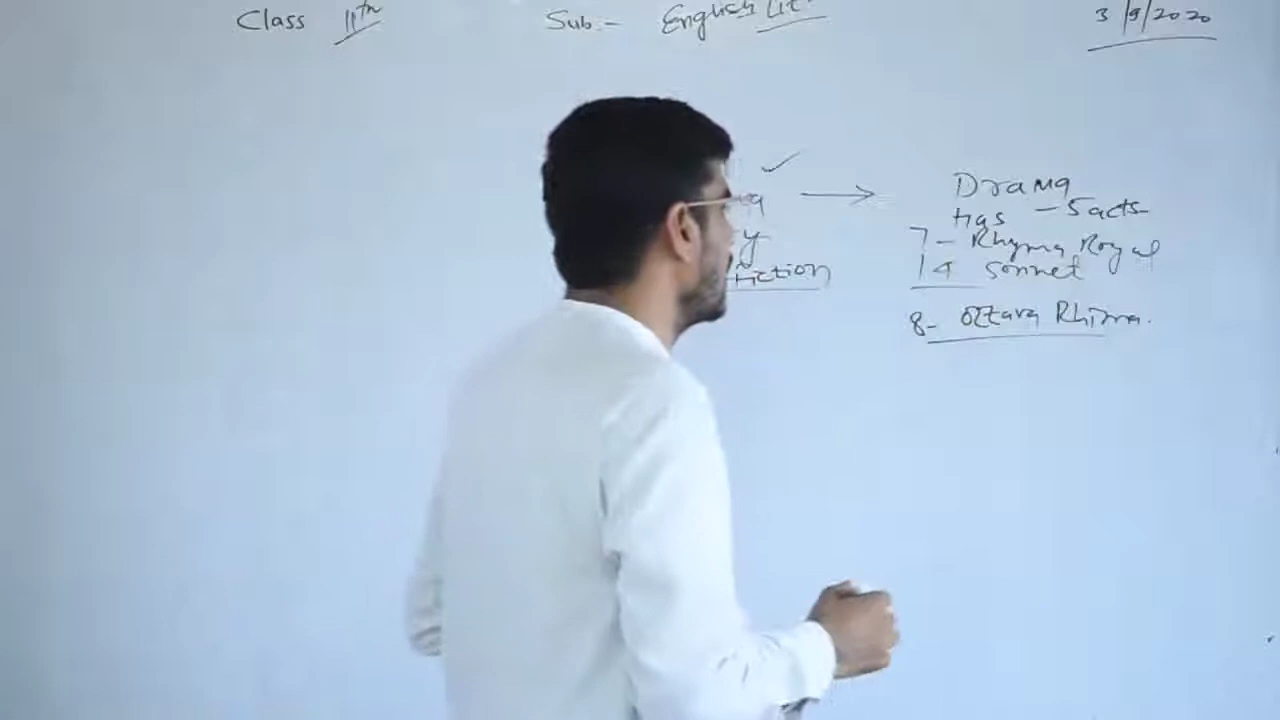 Class 11th Sub:- English Lit. 3/9/2020
Drama
has - 5 acts
7 - Rhyma Royal
14 Sonnet
fiction
8- Ottava Rhima.